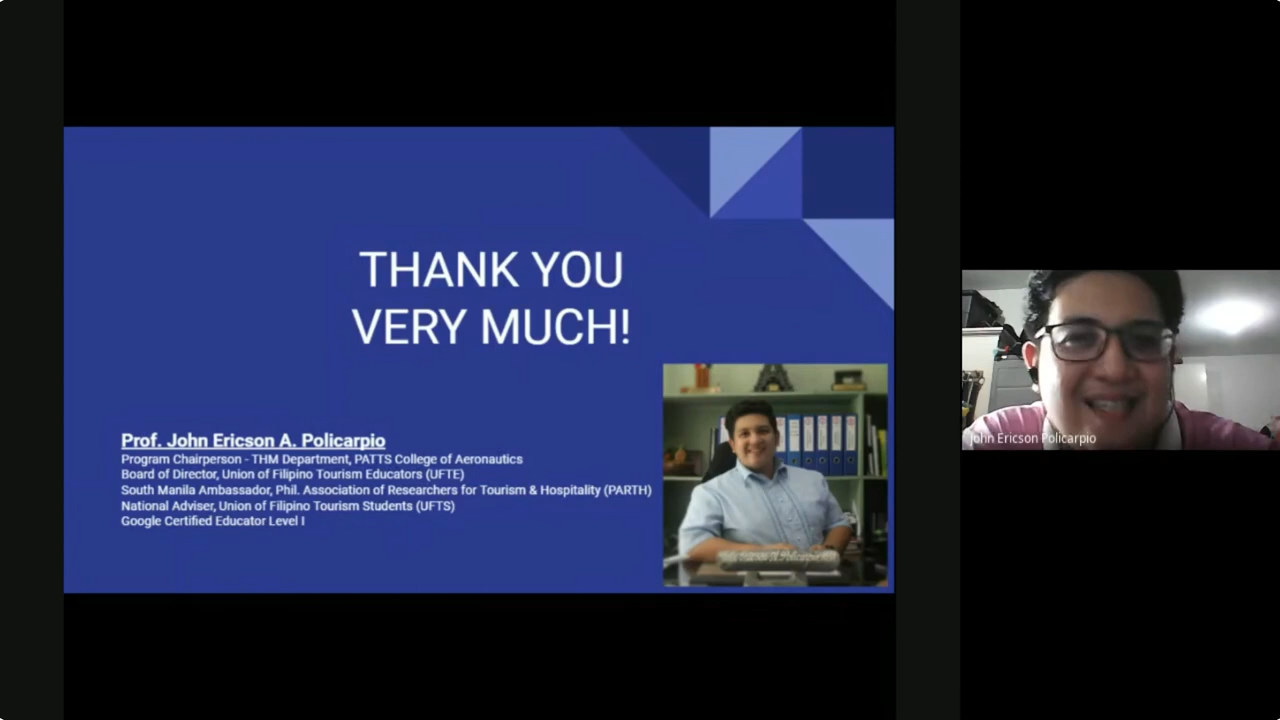 THANK YOU
VERY MUCH!
Prof. John Ericson A. Policarpio
Program Chairperson - THM Department, PATTS College of Aeronautics
Board of Director, Union of Filipino Tourism Educators (UFTE)
South Manila Ambassador, Phil. Association of Researchers for Tourism & Hospitality (PARTH)
National Adviser, Union of Filipino Tourism Students (UFTS)
Google Certified Educator Level I
John Ericson Policarpio